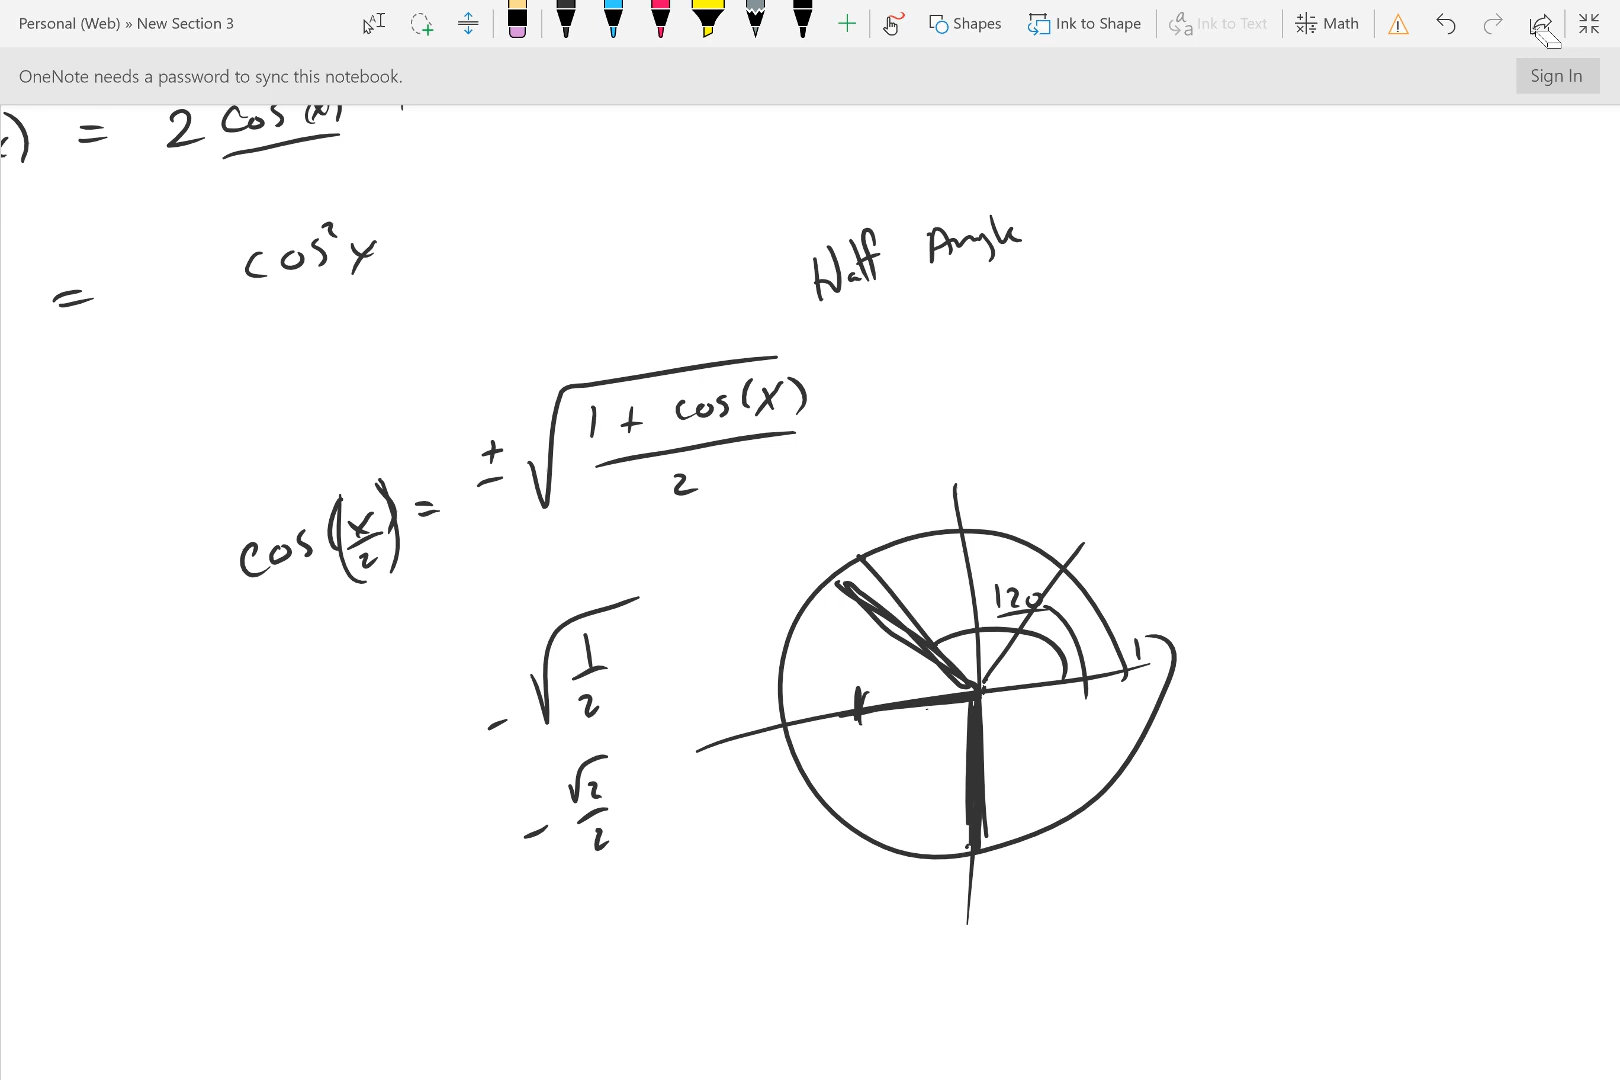 Personal (Web) » New Section 3
Shapes
Ink to Shape
Ink to Text
Math
OneNote needs a password to sync this notebook.
Sign In
) = 2 cos (x)
= cos²x
Half Angle
cos(x/2) = ± √((1 + cos(x))/2)
- √(1/2)
- √2/2
120
1